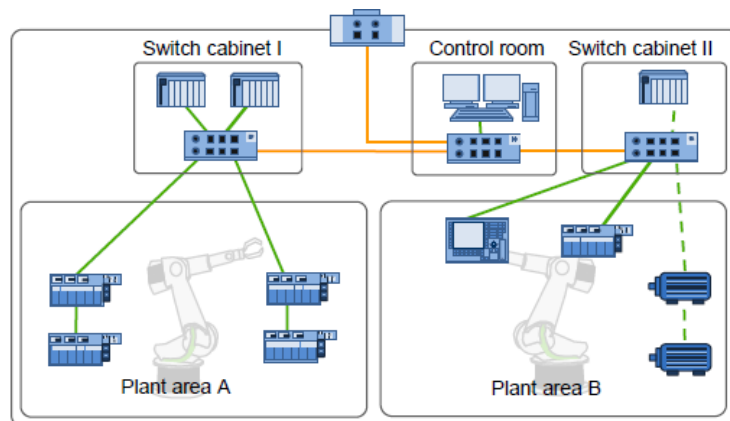 Switch cabinet I
Control room
Switch cabinet II
Plant area A
Plant area B